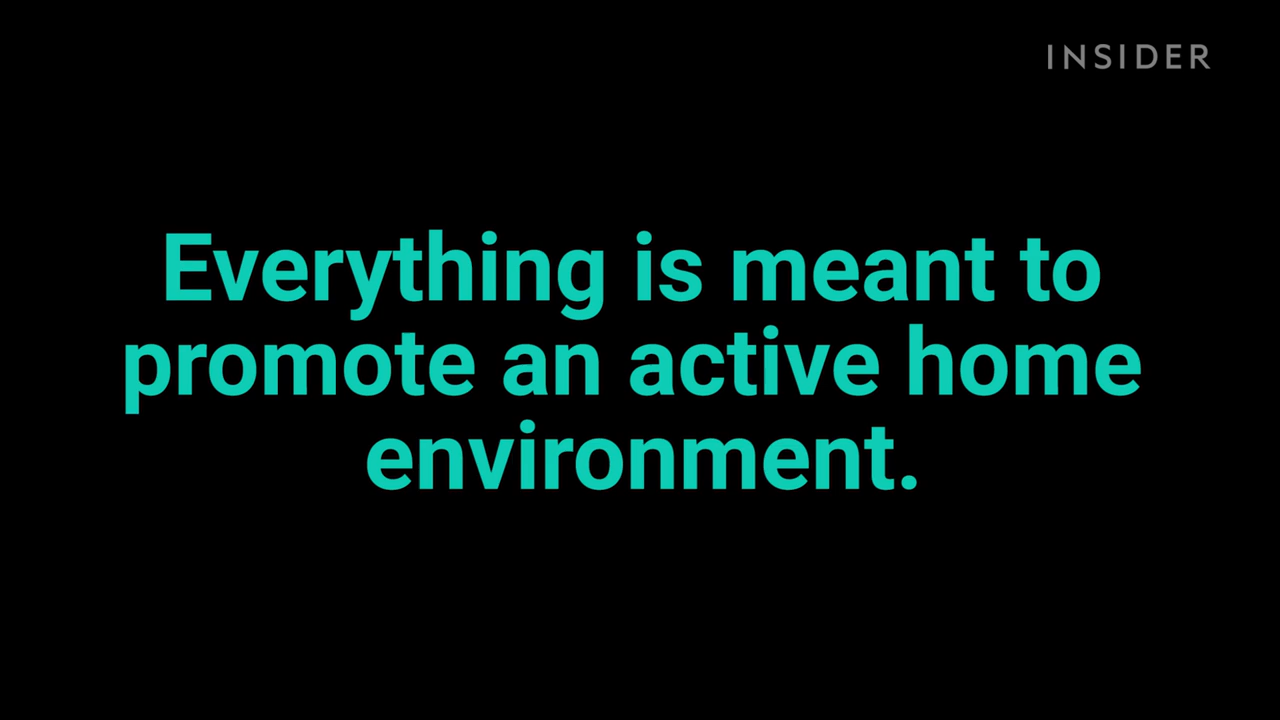 INSIDER
Everything is meant to
promote an active home
environment.